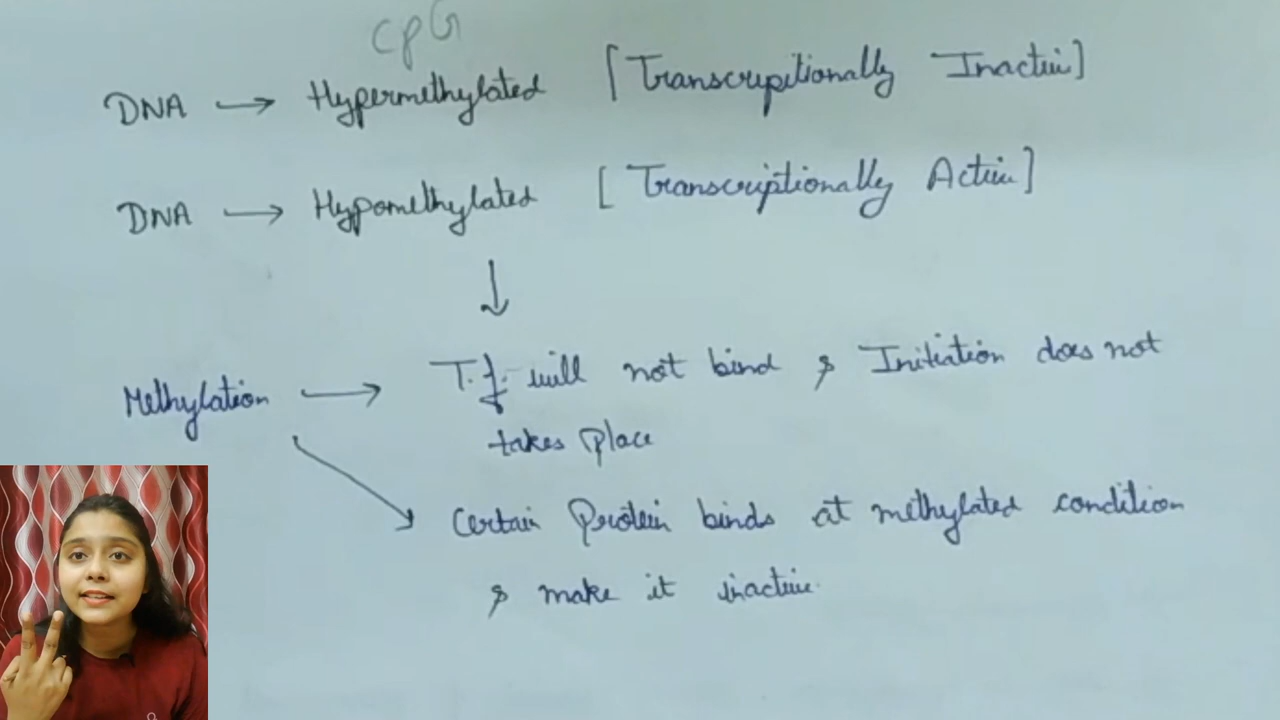 CpG
DNA → Hypermethylated [Transcriptionally Inactive]
DNA → Hypomethylated [Transcriptionally Active]
↓
Methylation → T.f. will not bind & Initiation does not
takes place
Certain Protein binds at methylated condition
& make it inactive.